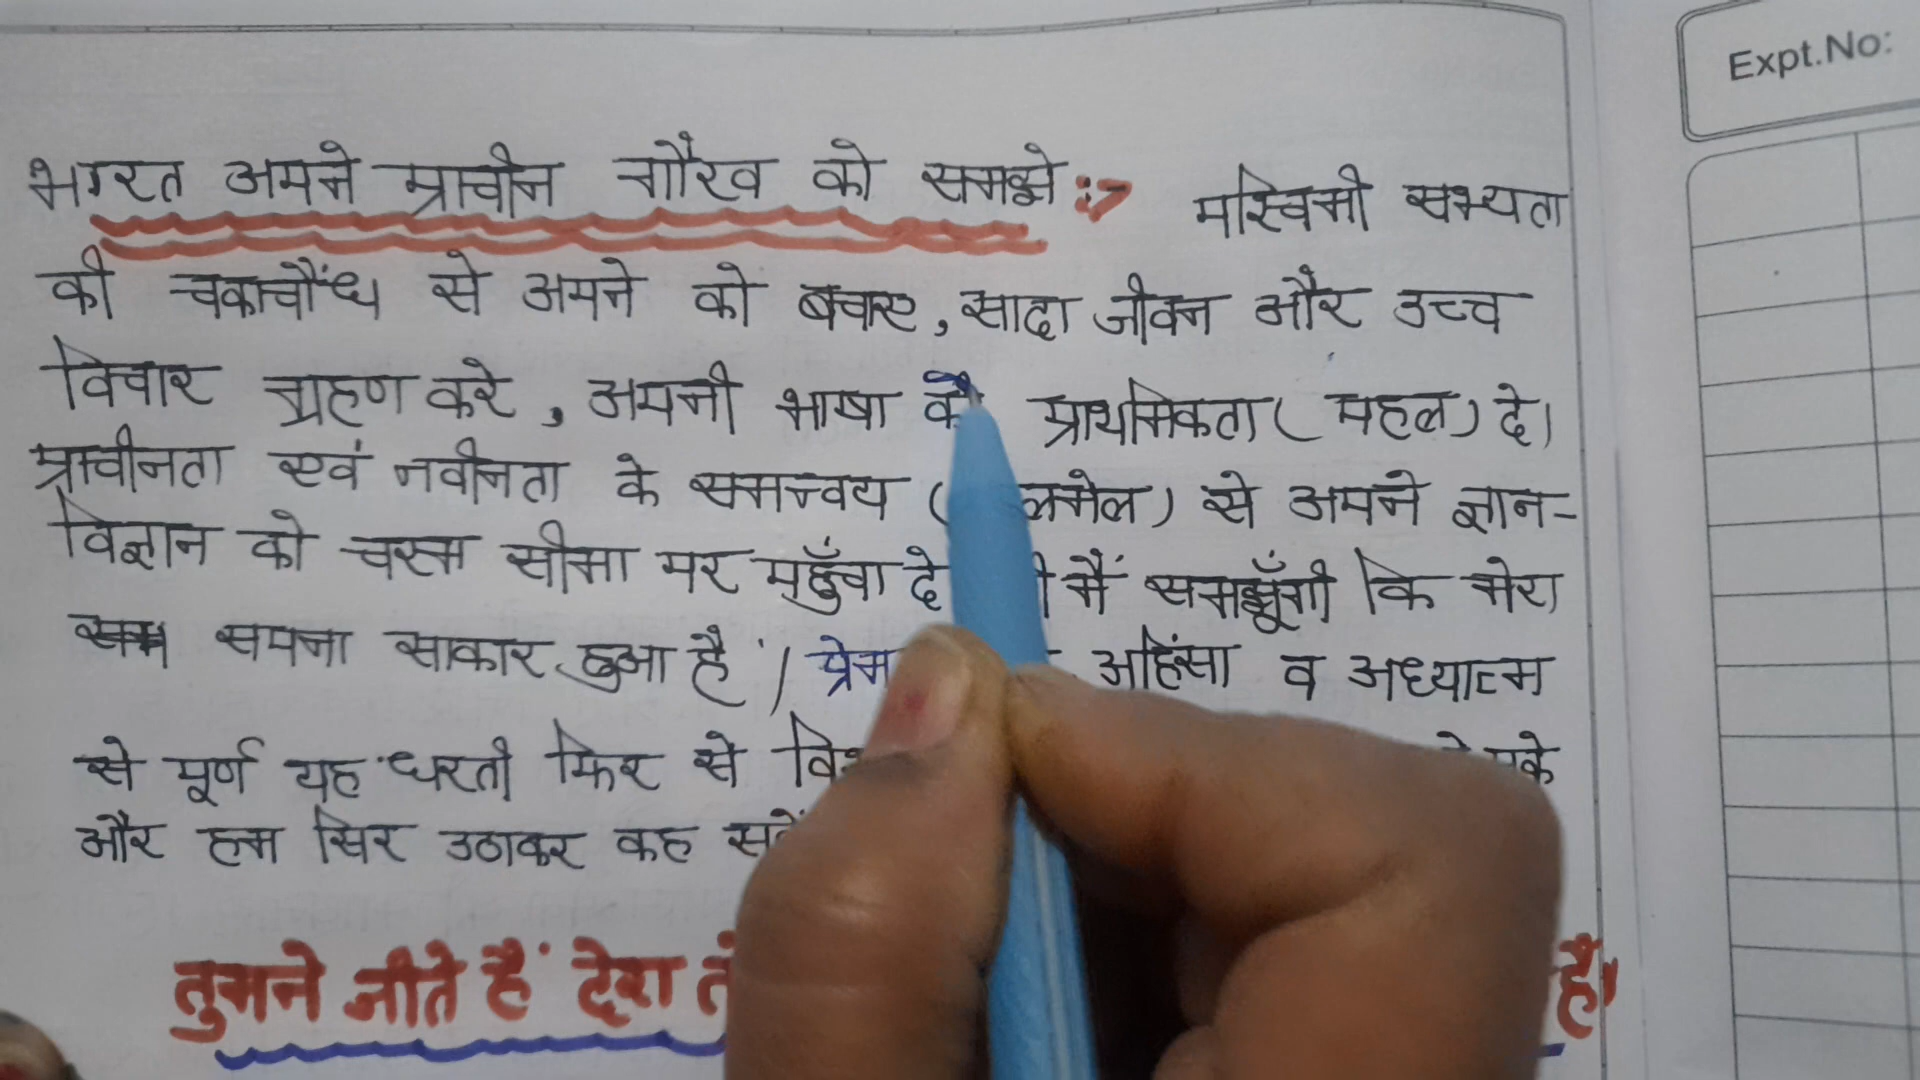 Expt.No:
भारत अपने प्राचीन गौरव को समझे :-> पश्चिमी सभ्यता
की चकाचौंध से अपने को बचाए, सादा जीवन और उच्च
विचार ग्रहण करे, अपनी भाषा को प्राथमिकता ( महत्व ) दे।
प्राचीनता एवं नवीनता के समन्वय ( से अपने ज्ञान-
विज्ञान को चरम सीमा पर पहुँचा दे मैं समझूँगी कि मेरा
सपना साकार हुआ है । प्रेम अहिंसा व अध्यात्म
से पूर्ण यह धरती फिर से
और हम सिर उठाकर कह
तुमने जीते हैं देश है।